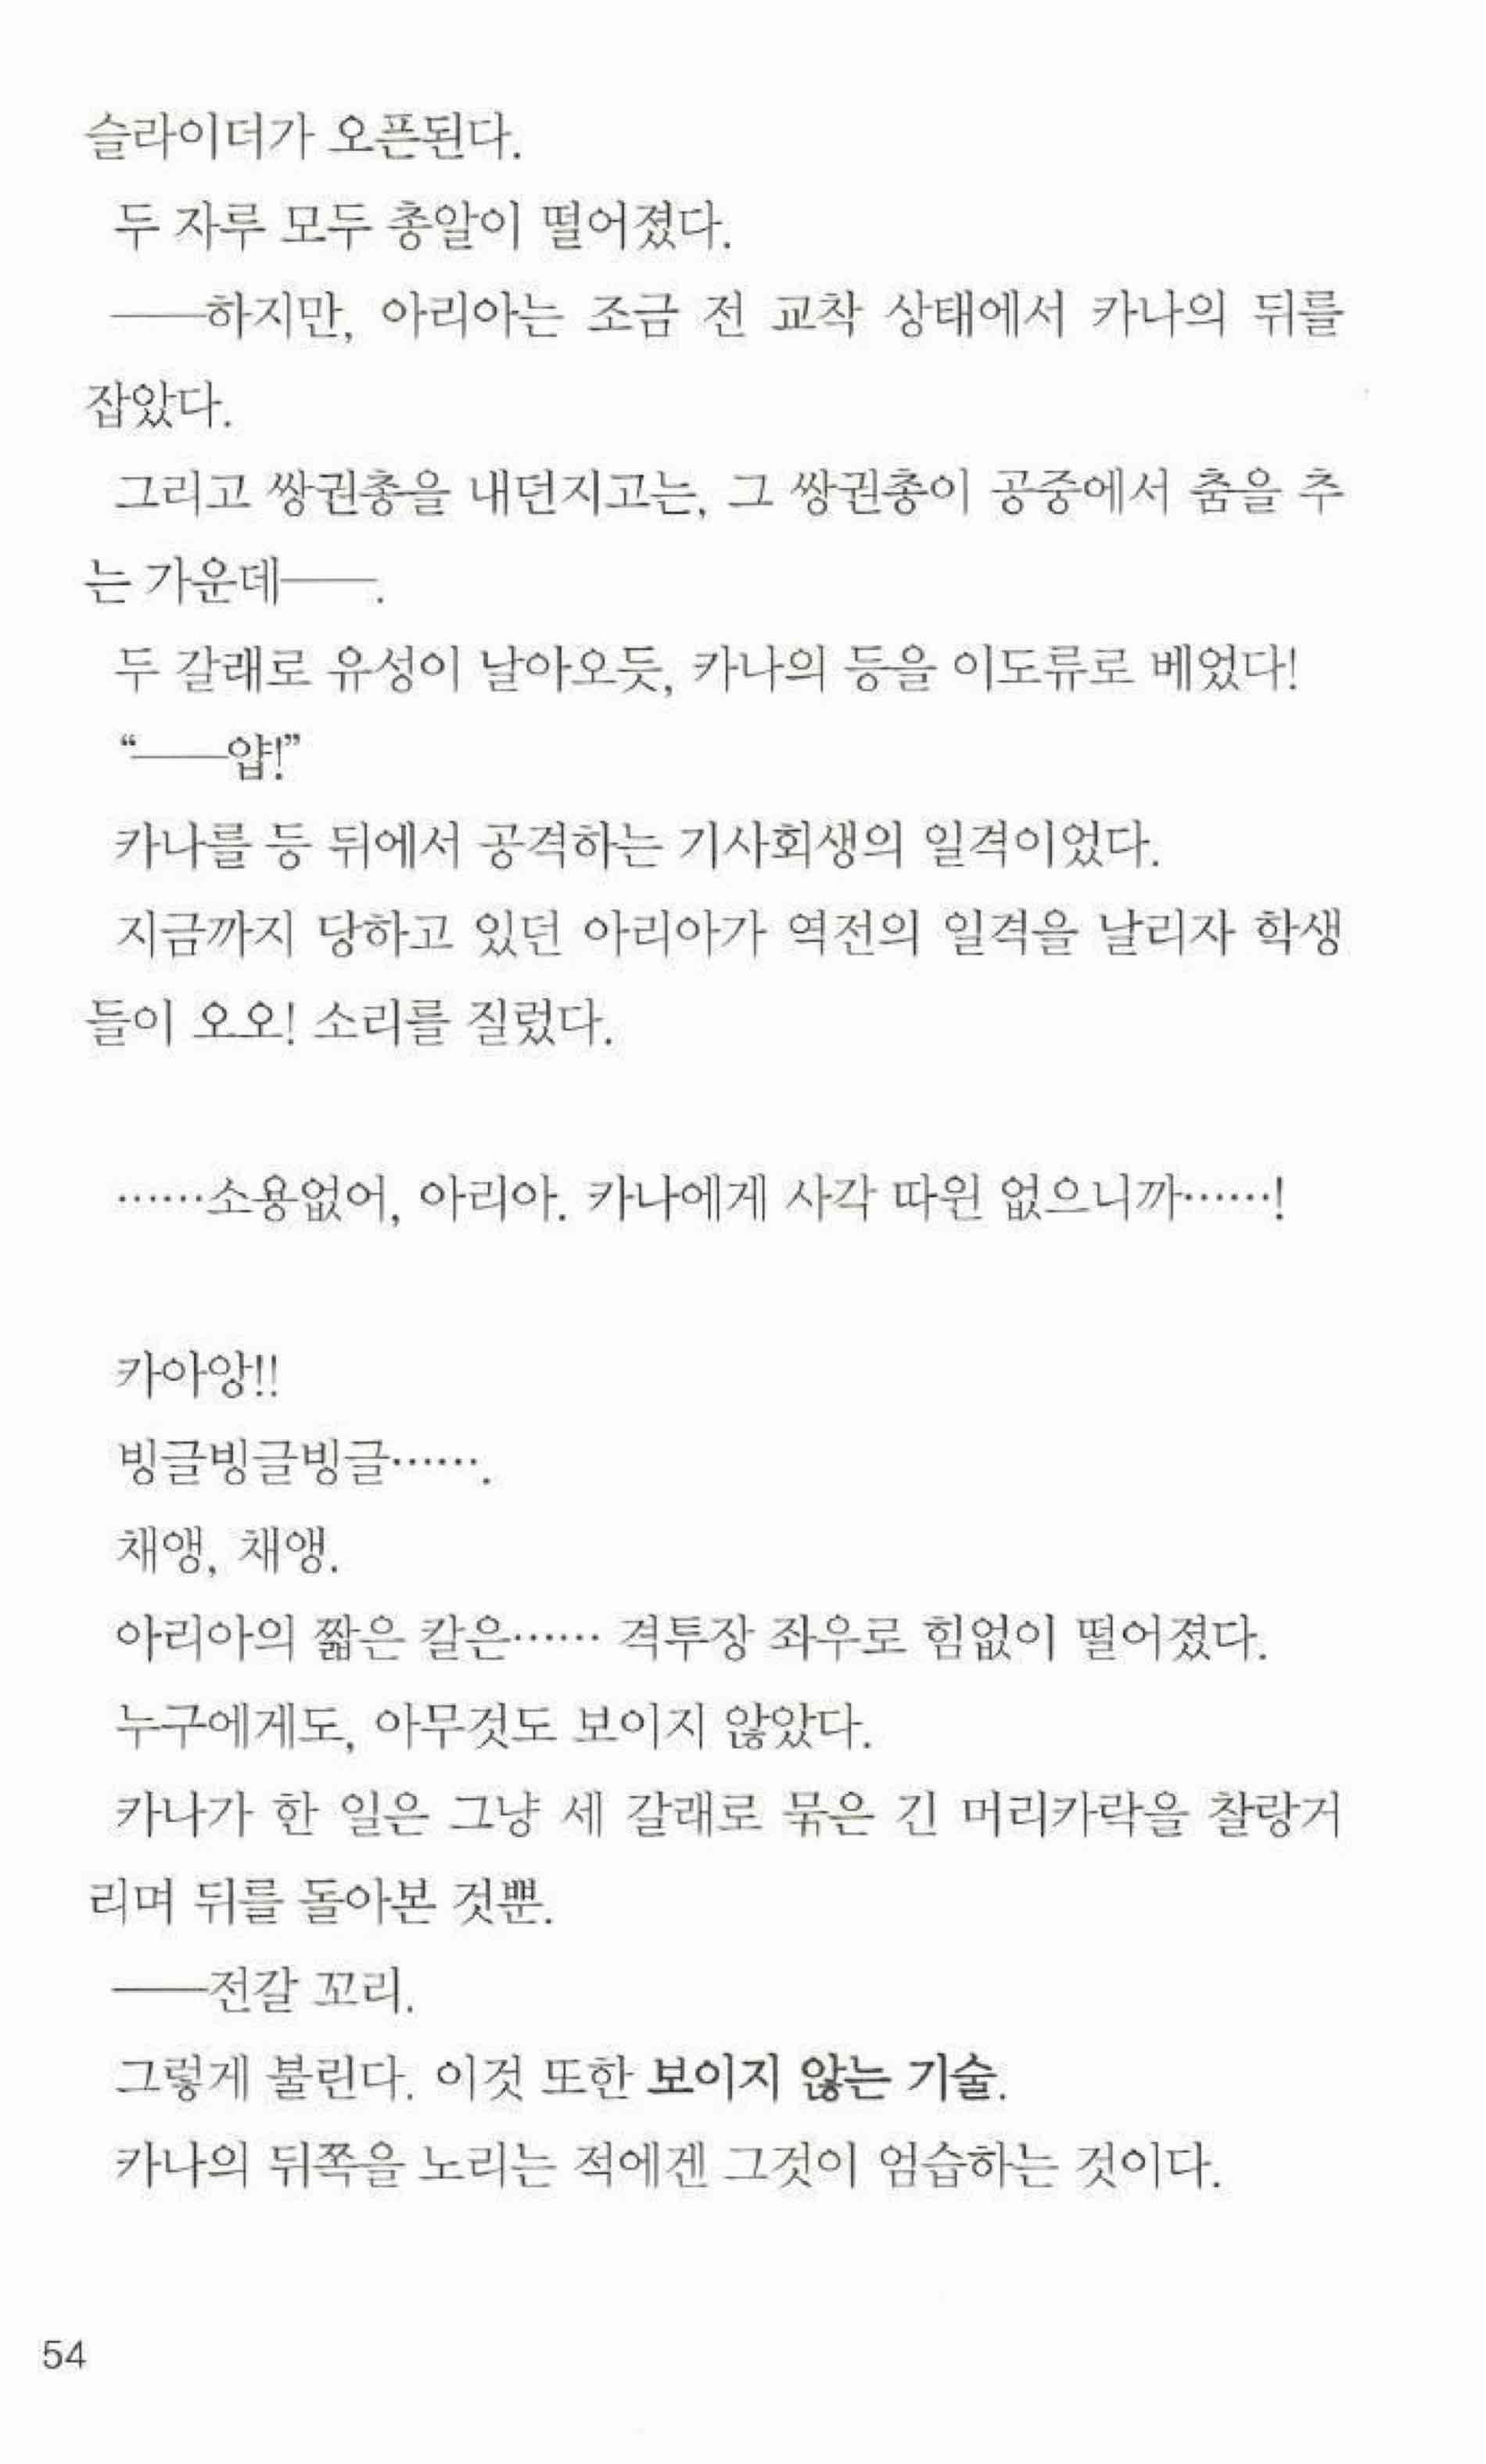 슬라이더가 오픈된다.
두 자루 모두 총알이 떨어졌다.
──하지만, 아리아는 조금 전 교착 상태에서 카나의 뒤를
잡았다.
그리고 쌍권총을 내던지고는, 그 쌍권총이 공중에서 춤을 추
는 가운데──.
두 갈래로 유성이 날아오듯, 카나의 등을 이도류로 베었다!
“──얍!”
카나를 등 뒤에서 공격하는 기사회생의 일격이었다.
지금까지 당하고 있던 아리아가 역전의 일격을 날리자 학생
들이 오오! 소리를 질렀다.
……소용없어, 아리아. 카나에게 사각 따윈 없으니까……!
카아앙!!
빙글빙글빙글…….
채앵, 채앵.
아리아의 짧은 칼은…… 격투장 좌우로 힘없이 떨어졌다.
누구에게도, 아무것도 보이지 않았다.
카나가 한 일은 그냥 세 갈래로 묶은 긴 머리카락을 찰랑거
리며 뒤를 돌아본 것뿐.
──전갈 꼬리.
그렇게 불린다. 이것 또한 보이지 않는 기술.
카나의 뒤쪽을 노리는 적에겐 그것이 엄습하는 것이다.
54